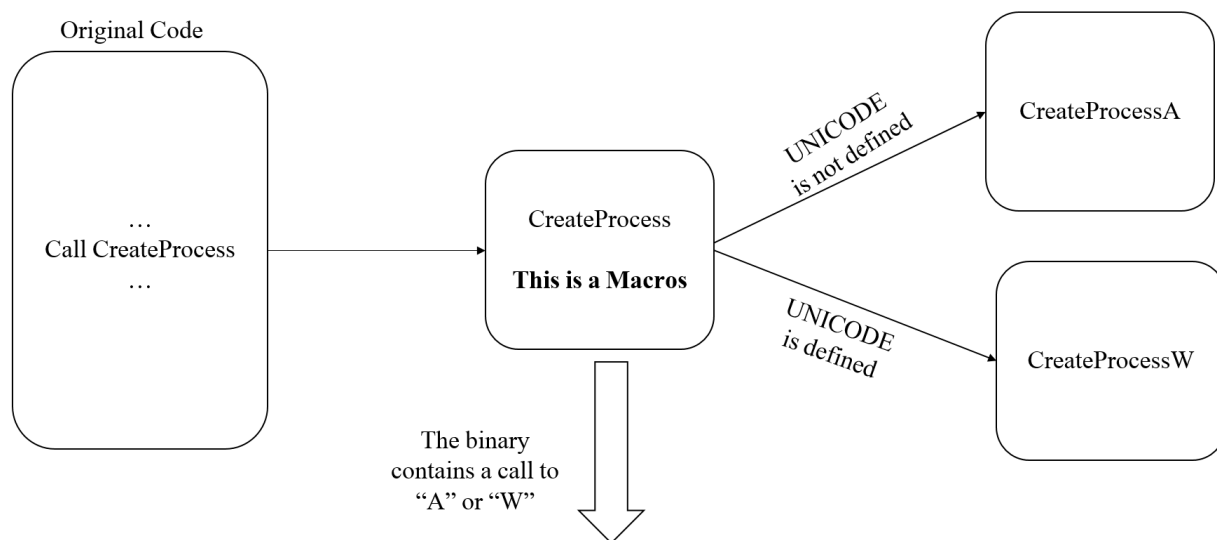 Original Code
…
Call CreateProcess
…
CreateProcess
This is a Macros
UNICODE
is not defined
UNICODE
is defined
CreateProcessA
CreateProcessW
The binary
contains a call to
“A” or “W”